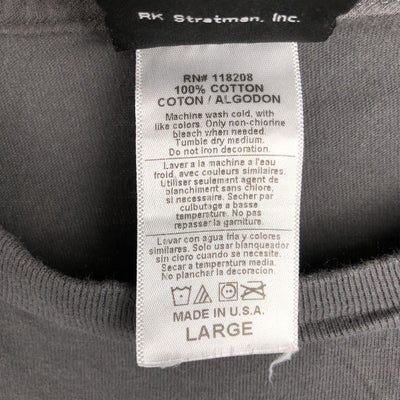 RK Stratman, Inc.
RN# 118208
100% COTTON
COTON / ALGODON
Machine wash cold, with
like colors. Only non-chlorine
bleach when needed.
Tumble dry medium.
Do not iron decoration.
Laver a la machine a l'eau
froid, avec couleurs similaires.
Utiliser seulement agent de
blanchiment sans chlore,
si necessaire. Secher par
culbutage a basse
temperature. No pas
repasser la garniture.
Lavar con agua fria y colores
similares. Solo usar blanqueador
sin cloro cuando se necesite.
Secar a temperatura media.
No planchar la decoracion.
MADE IN U.S.A.
LARGE